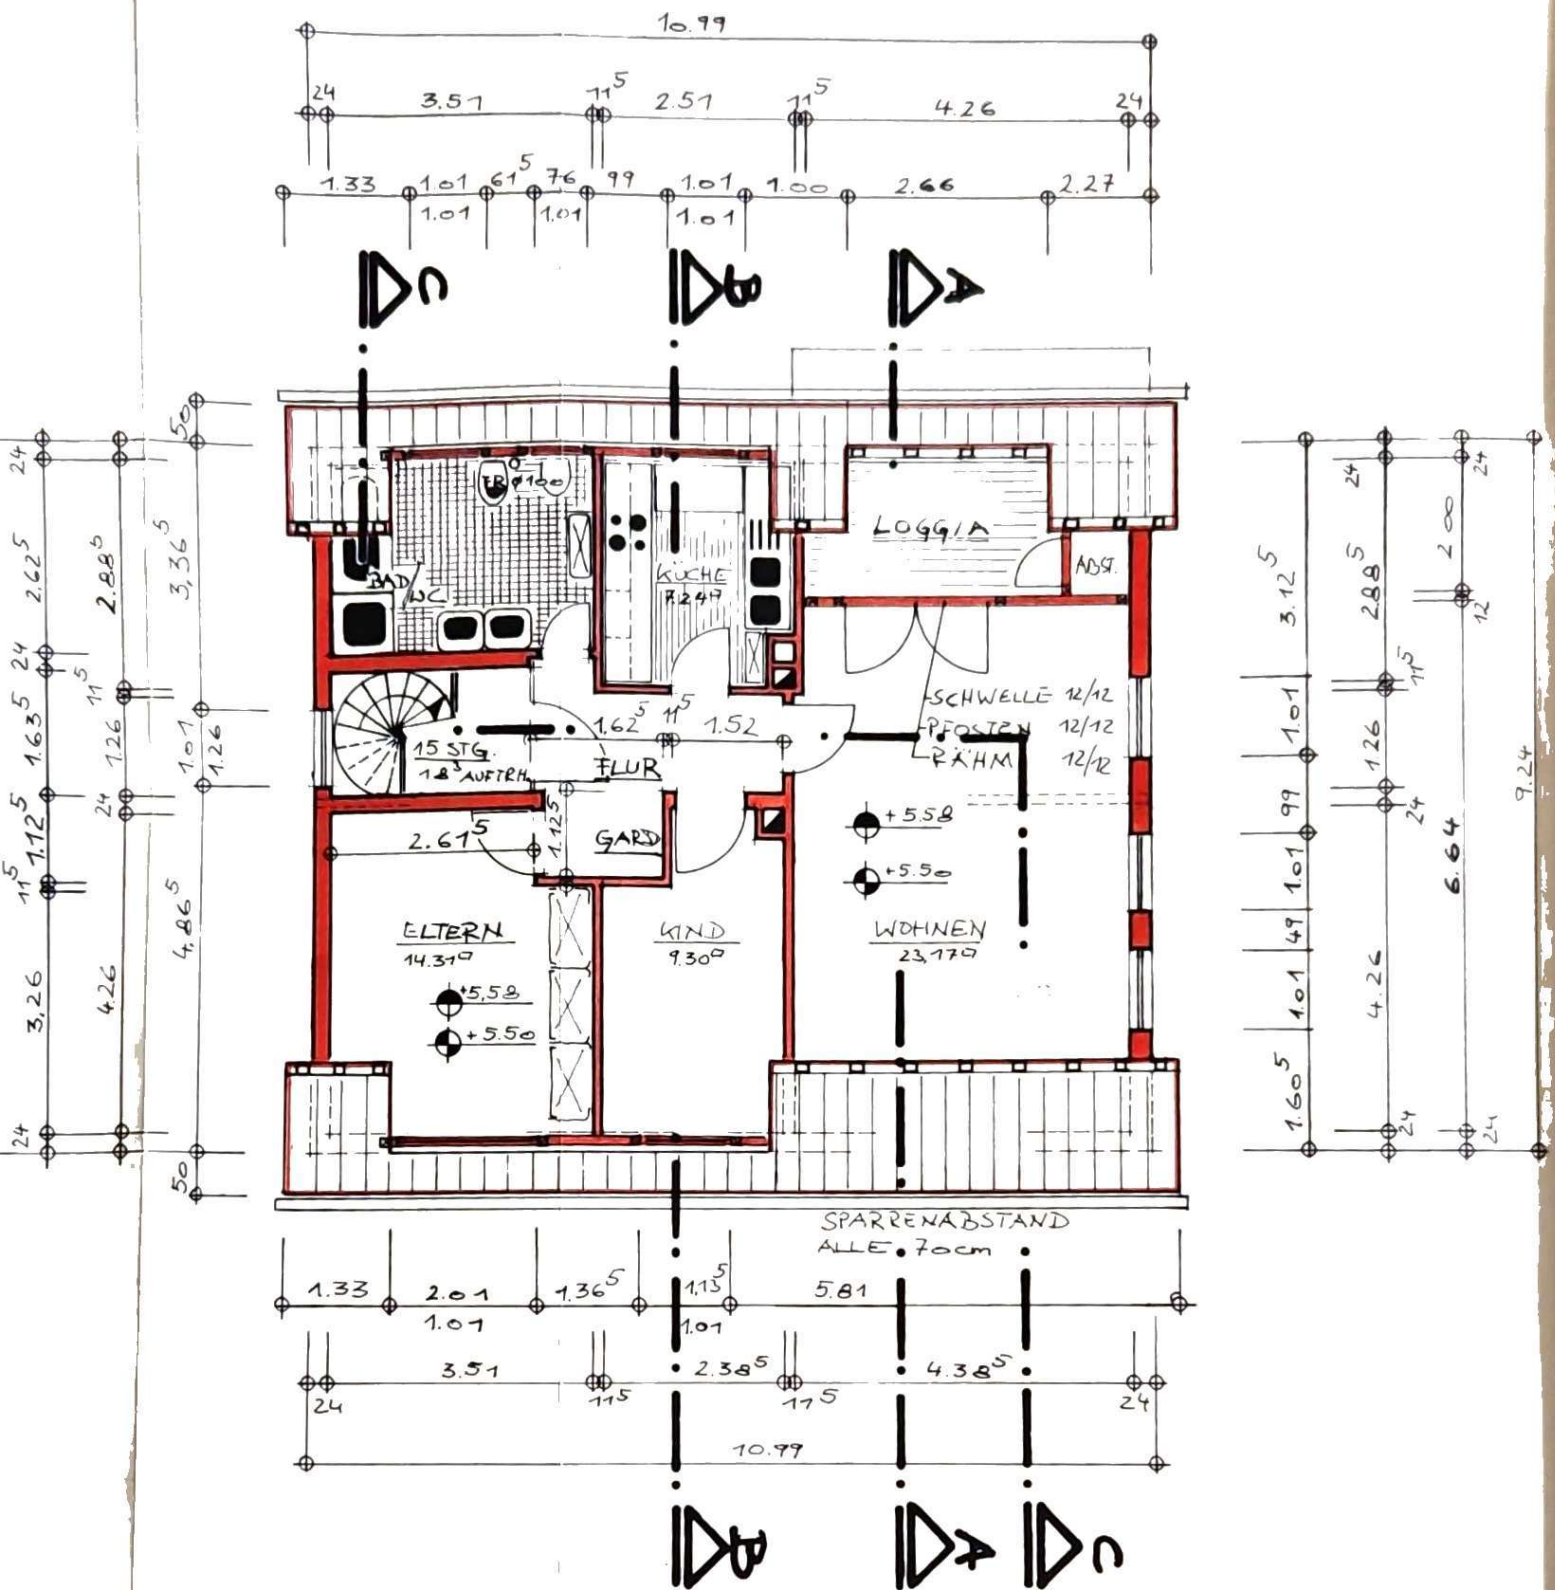 10.99
24 3.51 11⁵ 2.51 11⁵ 4.26 24
1.33 1.01 61⁵ 76 99 1.01 1.00 2.66 2.27
1.01 1.01 1.01
C B A
50
24 2.62⁵ 24 1.63⁵ 1.12⁵ 11⁵ 3,26 24
2.88⁵ 11⁵ 1.26 24 4.26
3,36⁵ 1.01 1.26 4,86⁵
50
ø100
BAD/WC
KÜCHE
7.24
LOGGIA
ABST.
15 STG.
AUFTRH.
1.62⁵ 11⁵ 1.52
FLUR
SCHWELLE 12/12
PFOSTEN 12/12
RÄHM 12/12
2.61⁵
1.12⁵
GARD
+5.58
+5.50
ELTERN
14.31□
+5,58
+5.50
KIND
9.30□
WOHNEN
23,17□
3.12⁵ 1.01 99 1.01 49 1.01 1.60⁵
24 2.88⁵ 11⁵ 1.26 24 4.26 24
24 2.00 12 6.64 24
9.24
SPARRENABSTAND
ALLE 70cm
1.33 2.01 1.36⁵ 1,13⁵ 5.81
1.01 1.01
24 3.51 11⁵ 2.38⁵ 11⁵ 4.38⁵ 24
10.99
B A C